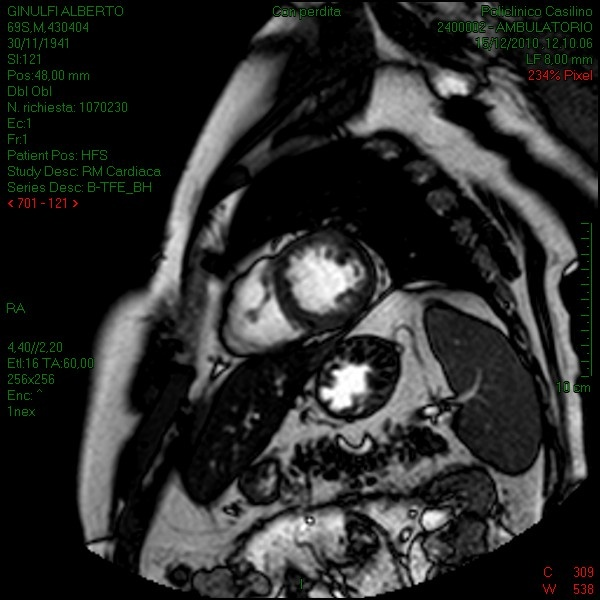 GINULFI ALBERTO
69S,M,430404
30/11/1941
Sl:121
Pos:48,00 mm
Dbl Obl
N. richiesta: 1070230
Ec:1
Fr:1
Patient Pos: HFS
Study Desc: RM Cardiaca
Series Desc: B-TFE_BH
< 701 - 121 >
Con perdita
Policlinico Casilino
2400002 - AMBULATORIO
15/12/2010, 12.10.06
LF 8,00 mm
234% Pixel
RA
10 cm
4,40//2,20
Etl:16 TA:60,00
256x256
Enc: ^
1nex
I
C 309
W 538